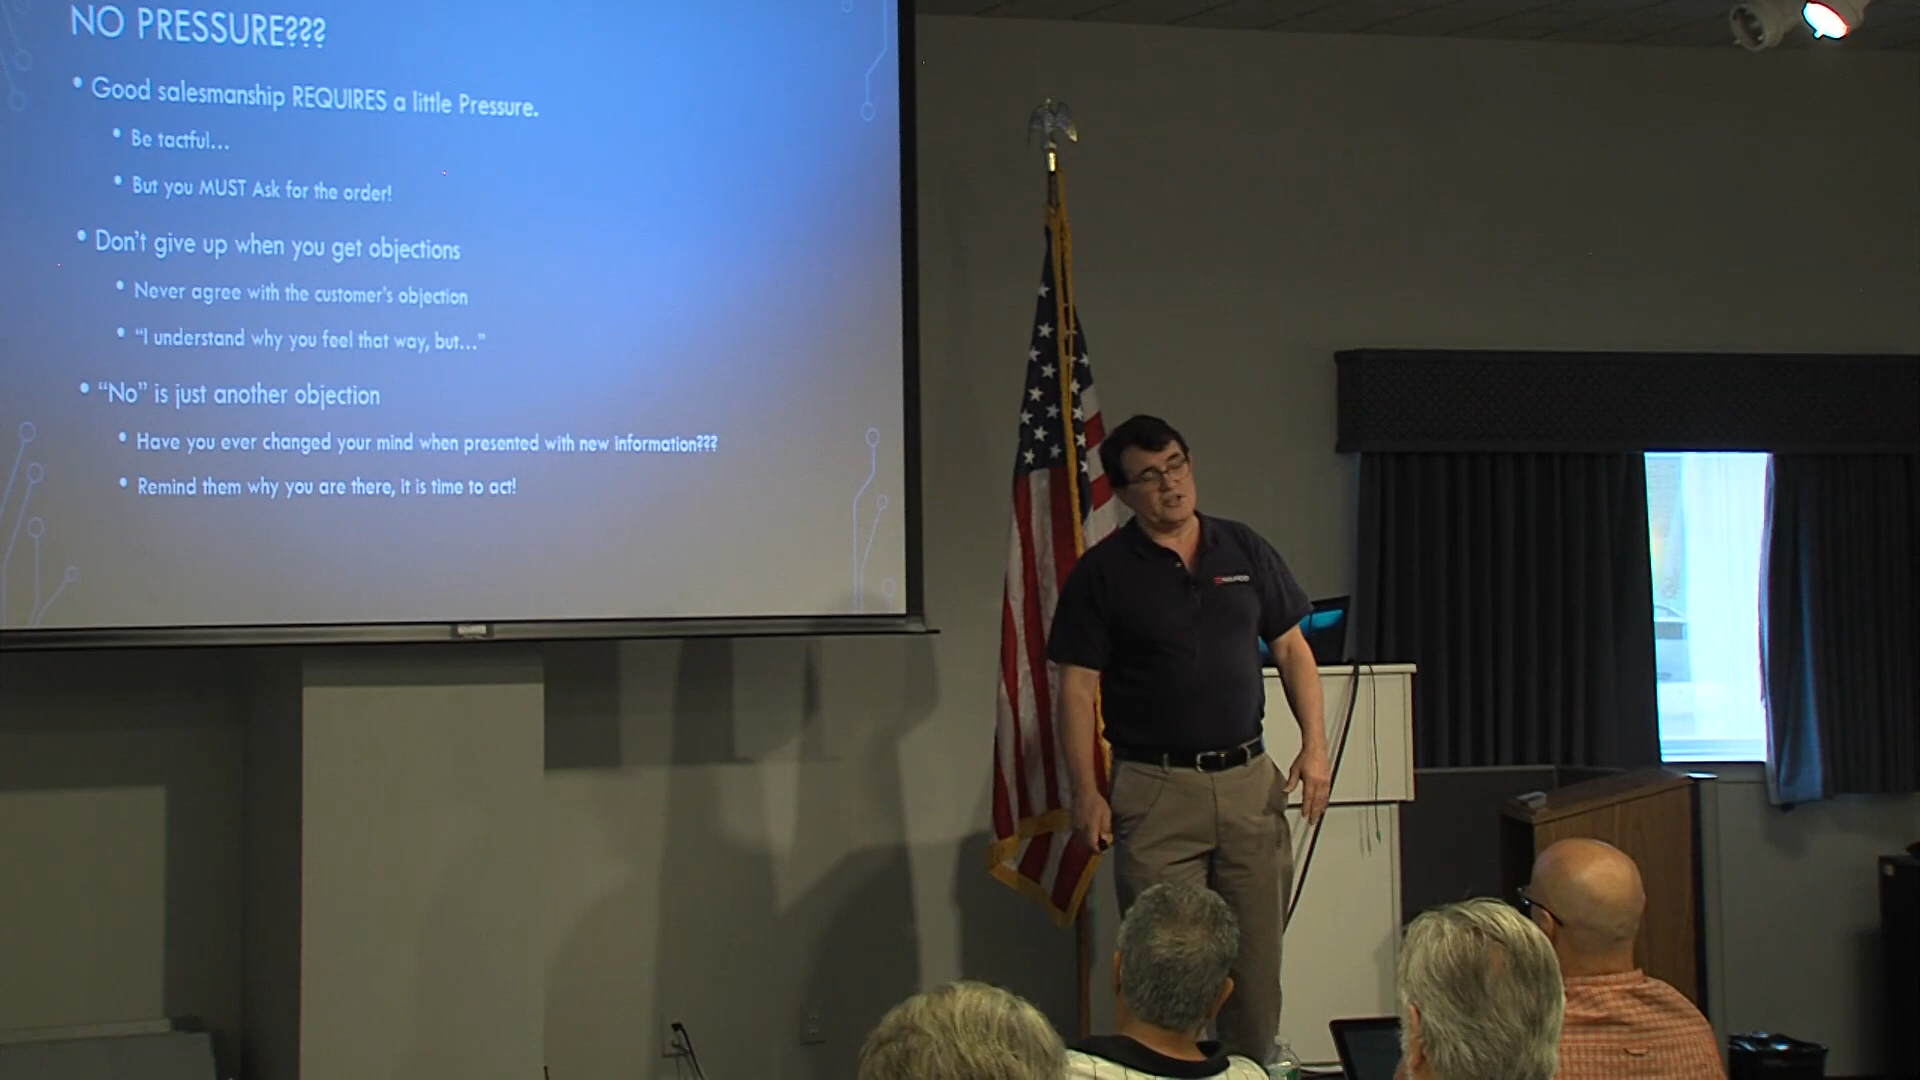 NO PRESSURE???
• Good salesmanship REQUIRES a little Pressure.
• Be tactful...
• But you MUST Ask for the order!
• Don't give up when you get objections
• Never agree with the customer's objection
• "I understand why you feel that way, but..."
• "No" is just another objection
• Have you ever changed your mind when presented with new information???
• Remind them why you are there, it is time to act!